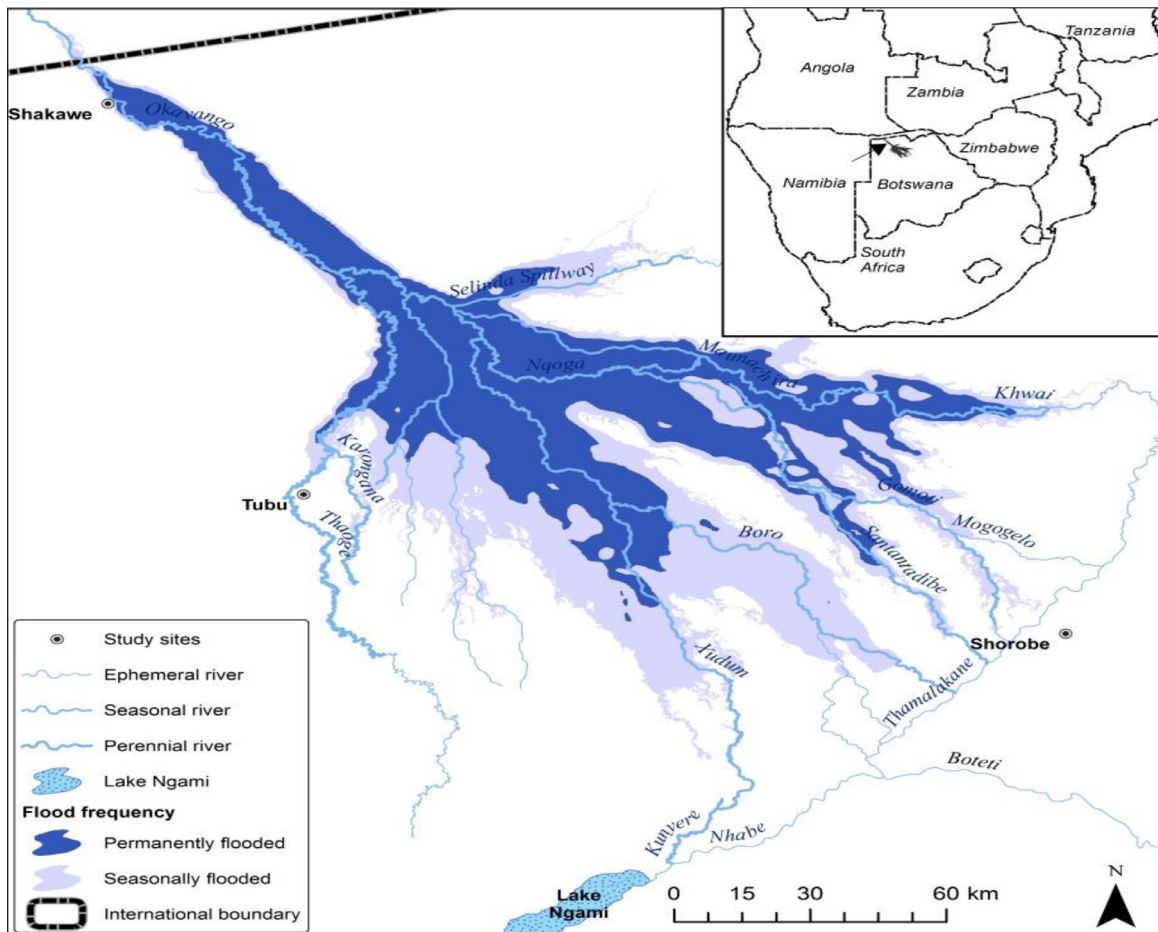 Shakawe
Okavango
Selinda Spillway
Nqoga
Maunachira
Khwai
Karongana
Tubu
Thaoge
Gomoti
Mogogelo
Boro
Santanzadibe
Shorobe
Xudum
Thamalakane
Boteti
Kunyere
Nhabe
Lake
Ngami
Tanzania
Angola
Zambia
Zimbabwe
Namibia
Botswana
South
Africa
Study sites
Ephemeral river
Seasonal river
Perennial river
Lake Ngami
Flood frequency
Permanently flooded
Seasonally flooded
International boundary
0 15 30 60 km
N